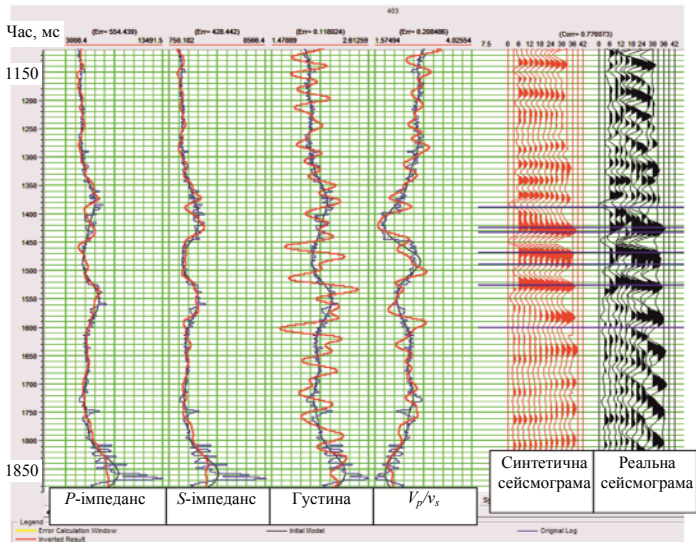 403
Час, мс
(Err= 554.439) (Err= 428.442) (Err= 0.118024) (Err= 0.208486) (Corr= 0.776073)
3008.4 13491.5 750.182 8586.4 1.47809 2.61259 1.57494 4.02554 7.5 0 6 12 18 24 30 36 42 0 6 12 18 24 30 36 42
1150
1200
1250
1300
1350
1400
1450
1500
1550
1600
1650
1700
1750
1800
1850
P-імпеданс S-імпеданс Густина Vp/vs Синтетична сейсмограма Реальна сейсмограма
Legend
Error Calculation Window Initial Model Original Log
Inverted Result